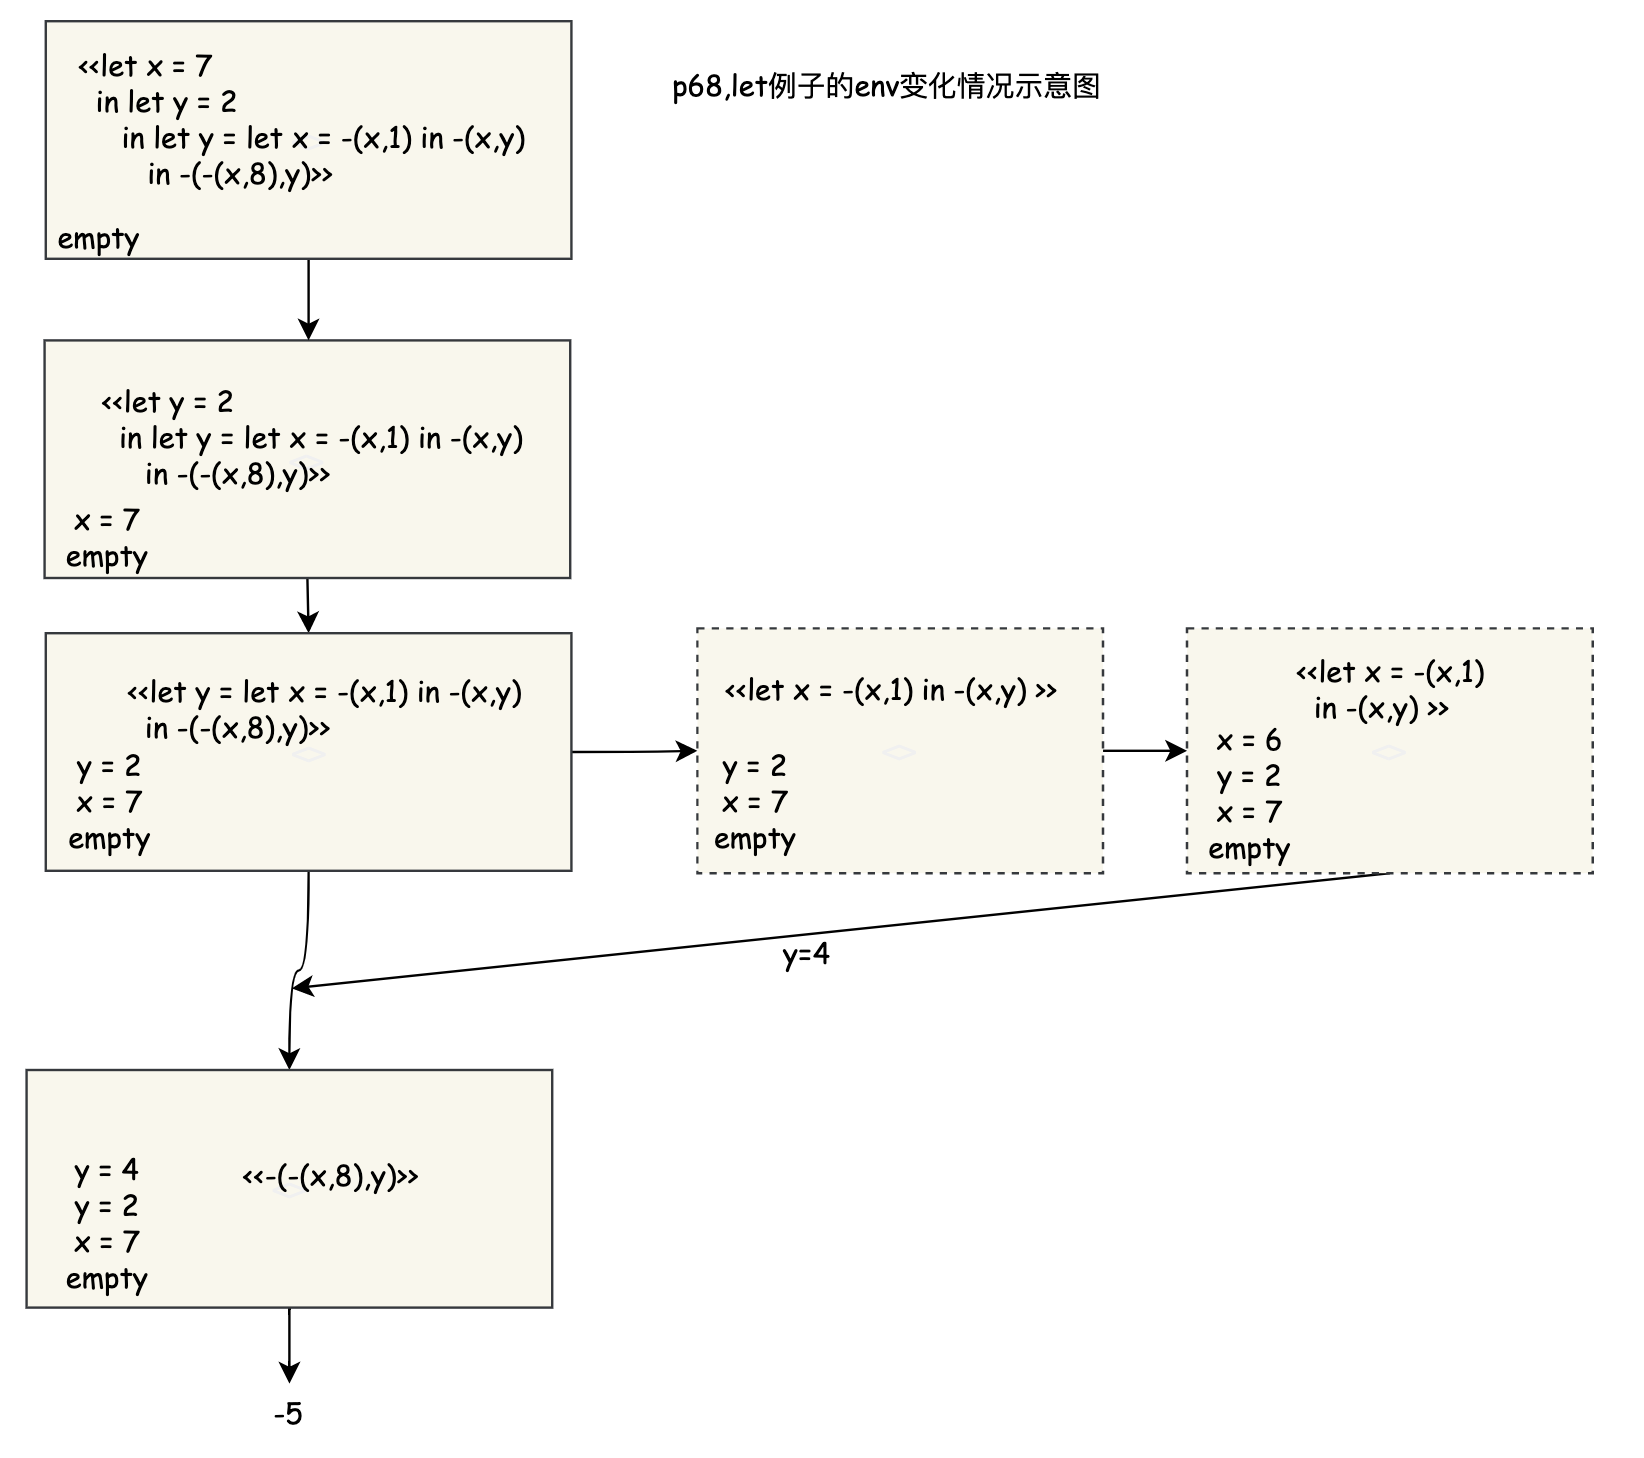 <<let x = 7
in let y = 2
in let y = let x = -(x,1) in -(x,y)
in -(-(x,8),y)>>
empty
p68,let例子的env变化情况示意图
<<let y = 2
in let y = let x = -(x,1) in -(x,y)
in -(-(x,8),y)>>
x = 7
empty
<<let y = let x = -(x,1) in -(x,y)
in -(-(x,8),y)>>
y = 2
x = 7
empty
<<let x = -(x,1) in -(x,y) >>
y = 2
x = 7
empty
<<let x = -(x,1)
in -(x,y) >>
x = 6
y = 2
x = 7
empty
y=4
<<-(-(x,8),y)>>
y = 4
y = 2
x = 7
empty
-5